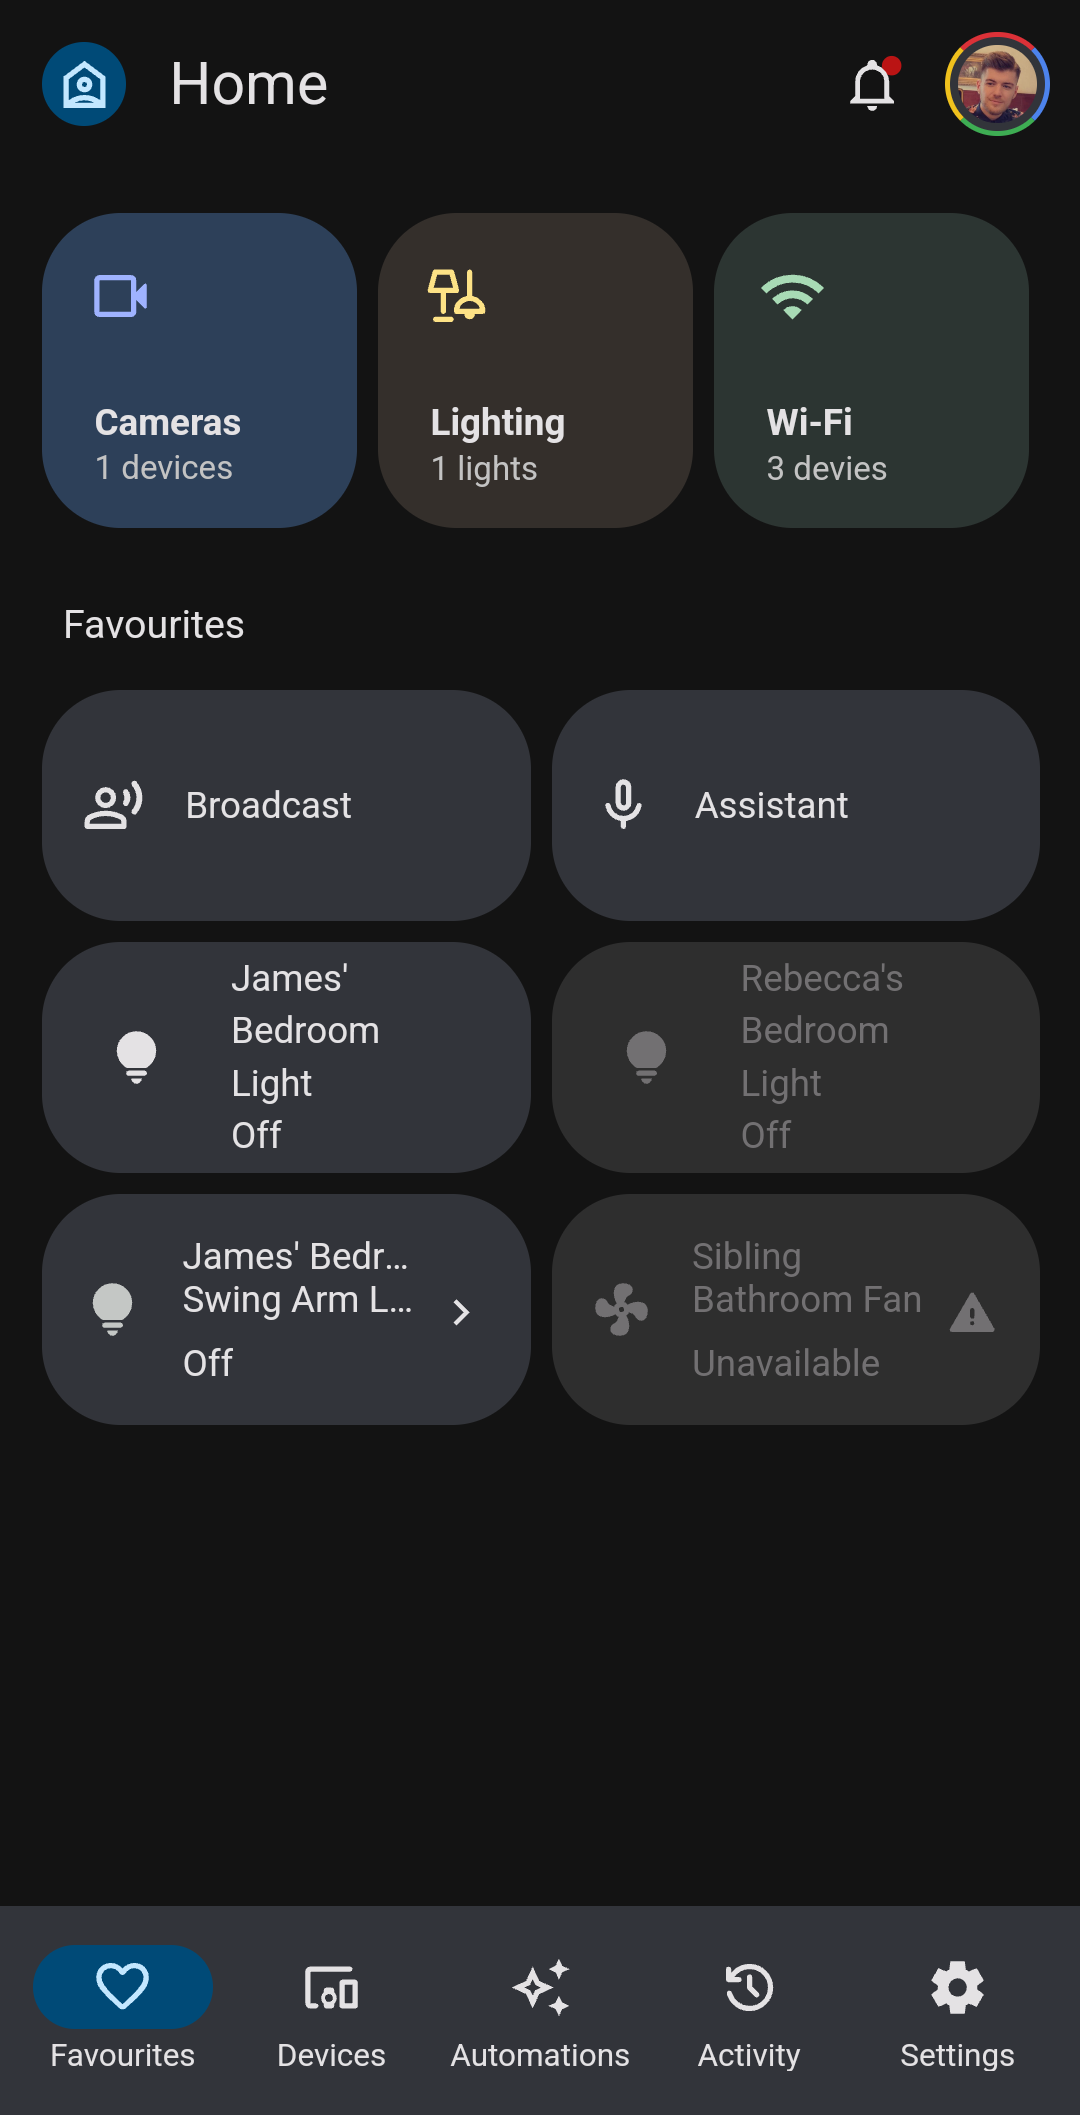 Home
Cameras
1 devices
Lighting
1 lights
Wi-Fi
3 devies
Favourites
Broadcast
Assistant
James'
Bedroom
Light
Off
Rebecca's
Bedroom
Light
Off
James' Bedr...
Swing Arm L...
Off
Sibling
Bathroom Fan
Unavailable
Favourites
Devices
Automations
Activity
Settings